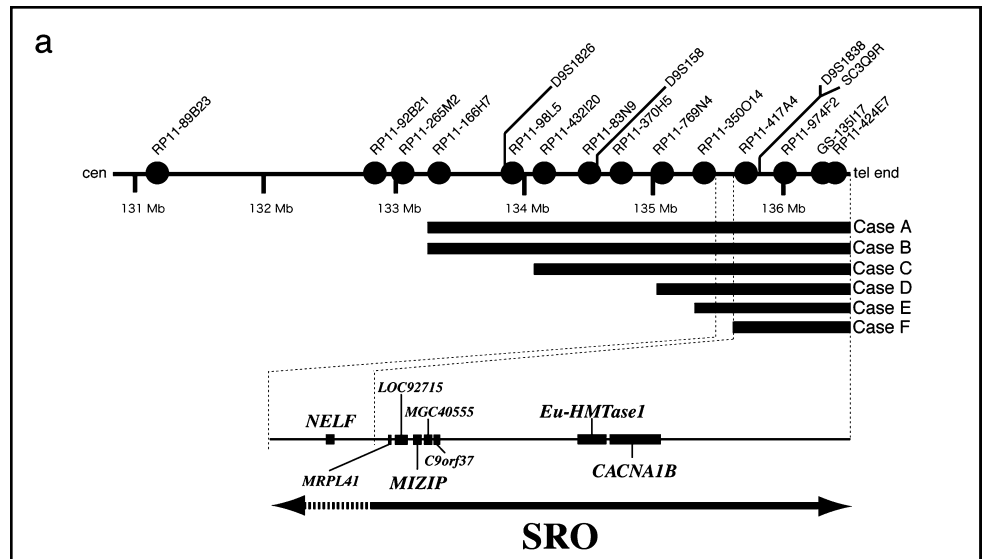 a
RP11-89B23
RP11-92B21
RP11-265M2
RP11-166H7
RP11-98L5
D9S1826
RP11-432I20
RP11-83N9
D9S158
RP11-370H5
RP11-769N4
RP11-350O14
RP11-417A4
D9S1838
SC3Q9R
RP11-974F2
GS-135I17
RP11-424E7
cen
tel end
131 Mb
132 Mb
133 Mb
134 Mb
135 Mb
136 Mb
Case A
Case B
Case C
Case D
Case E
Case F
LOC92715
NELF
MGC40555
Eu-HMTase1
MRPL41
MIZIP
C9orf37
CACNA1B
SRO